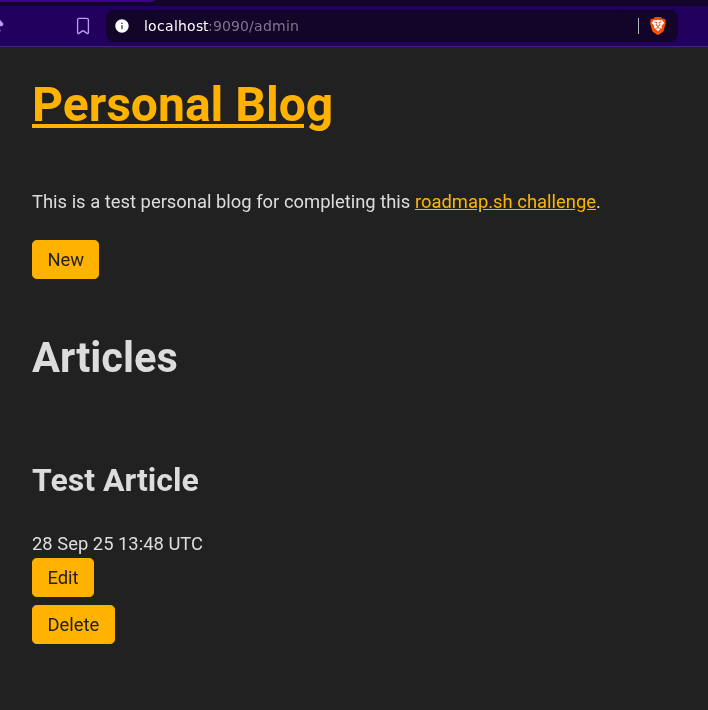 localhost:9090/admin
Personal Blog
This is a test personal blog for completing this roadmap.sh challenge.
New
Articles
Test Article
28 Sep 25 13:48 UTC
Edit
Delete